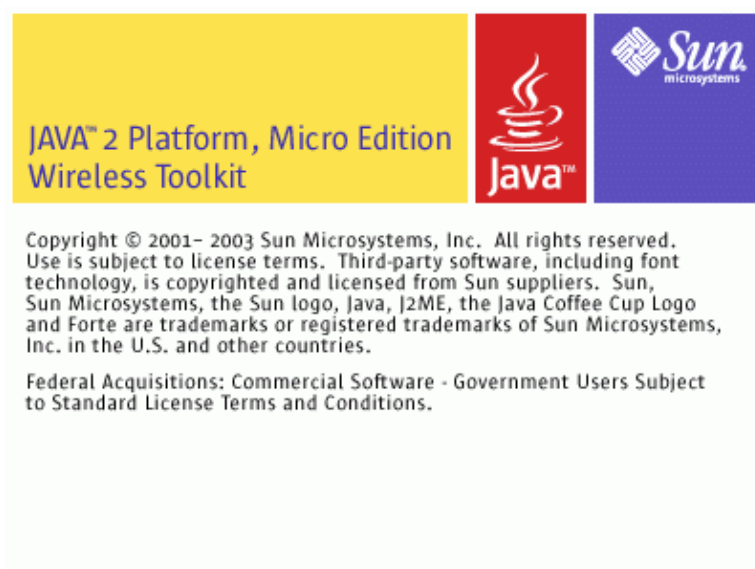 JAVA™ 2 Platform, Micro Edition
Wireless Toolkit
Java™
Sun
microsystems
Copyright © 2001– 2003 Sun Microsystems, Inc. All rights reserved.
Use is subject to license terms. Third-party software, including font
technology, is copyrighted and licensed from Sun suppliers. Sun,
Sun Microsystems, the Sun logo, Java, J2ME, the Java Coffee Cup Logo
and Forte are trademarks or registered trademarks of Sun Microsystems,
Inc. in the U.S. and other countries.
Federal Acquisitions: Commercial Software - Government Users Subject
to Standard License Terms and Conditions.